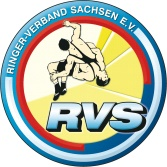 RINGER-VERBAND SACHSEN E.V.
RVS